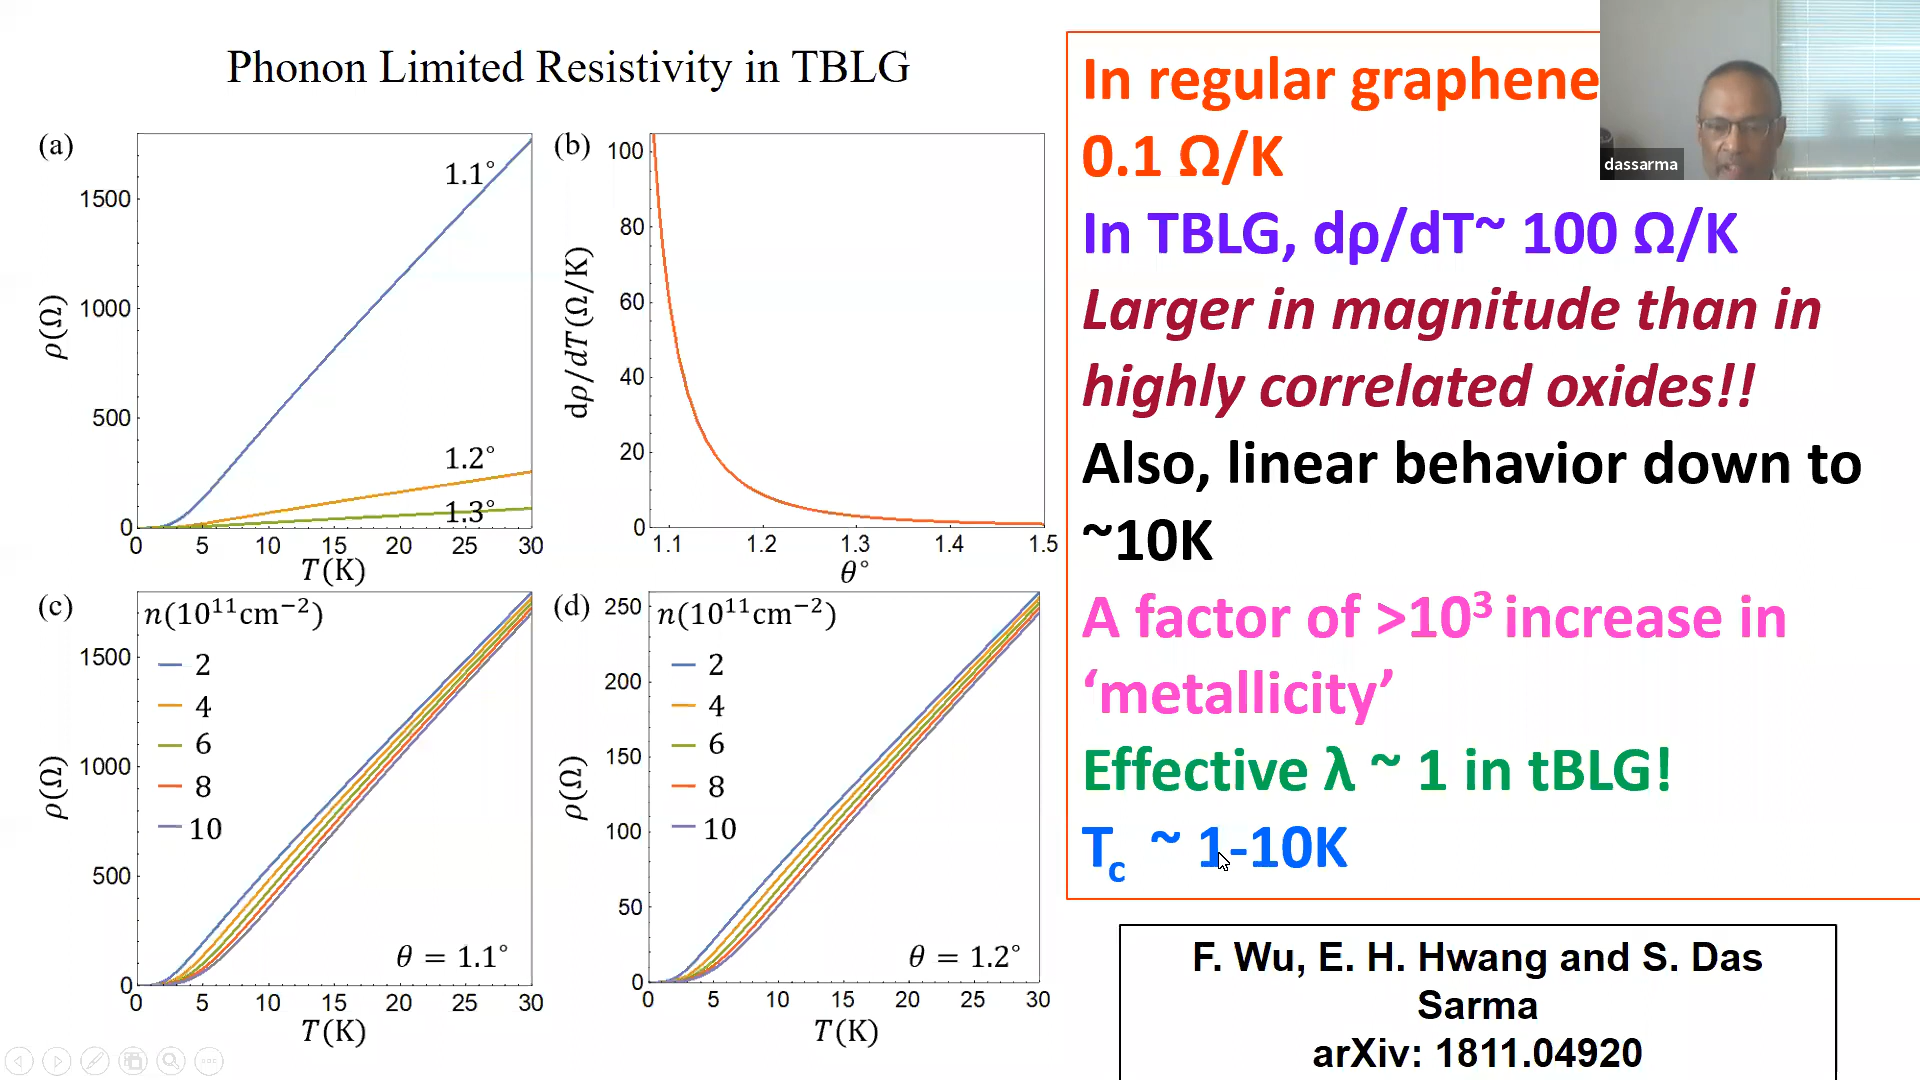 Phonon Limited Resistivity in TBLG
(a)
1.1°
1.2°
1.3°
ρ(Ω)
1500
1000
500
0
0 5 10 15 20 25 30
T(K)
(b)
dρ/dT(Ω/K)
100
80
60
40
20
0
1.1 1.2 1.3 1.4 1.5
θ°
(c)
n(10¹¹cm⁻²)
2
4
6
8
10
ρ(Ω)
1500
1000
500
0
θ = 1.1°
0 5 10 15 20 25 30
T(K)
(d)
n(10¹¹cm⁻²)
2
4
6
8
10
ρ(Ω)
250
200
150
100
50
0
θ = 1.2°
0 5 10 15 20 25 30
T(K)
In regular graphene
0.1 Ω/K
In TBLG, dρ/dT~ 100 Ω/K
Larger in magnitude than in
highly correlated oxides!!
Also, linear behavior down to
~10K
A factor of >10³ increase in
‘metallicity’
Effective λ ~ 1 in tBLG!
Tc ~ 1-10K
F. Wu, E. H. Hwang and S. Das
Sarma
arXiv: 1811.04920
dassarma